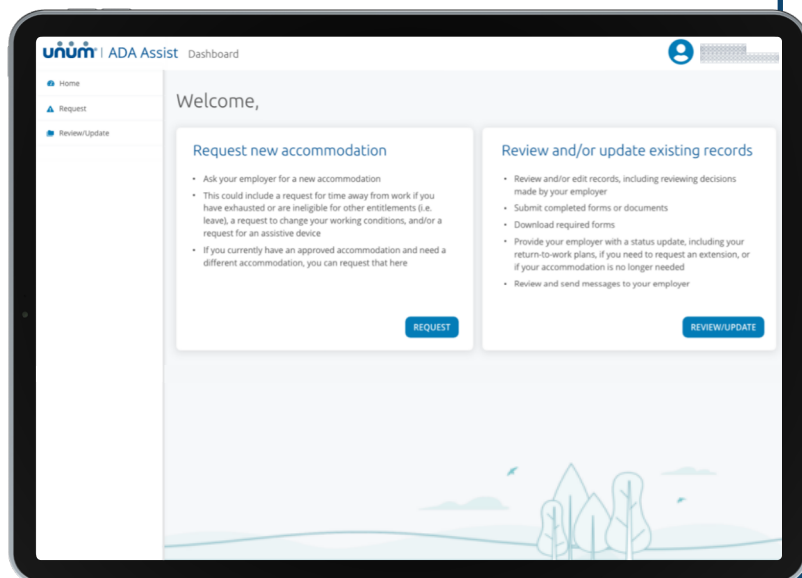 unum | ADA Assist Dashboard
Home
Request
Review/Update
Welcome,
Request new accommodation
• Ask your employer for a new accommodation
• This could include a request for time away from work if you
have exhausted or are ineligible for other entitlements (i.e.
leave), a request to change your working conditions, and/or a
request for an assistive device
• If you currently have an approved accommodation and need a
different accommodation, you can request that here
REQUEST
Review and/or update existing records
• Review and/or edit records, including reviewing decisions
made by your employer
• Submit completed forms or documents
• Download required forms
• Provide your employer with a status update, including your
return-to-work plans, if you need to request an extension, or
if your accommodation is no longer needed
• Review and send messages to your employer
REVIEW/UPDATE